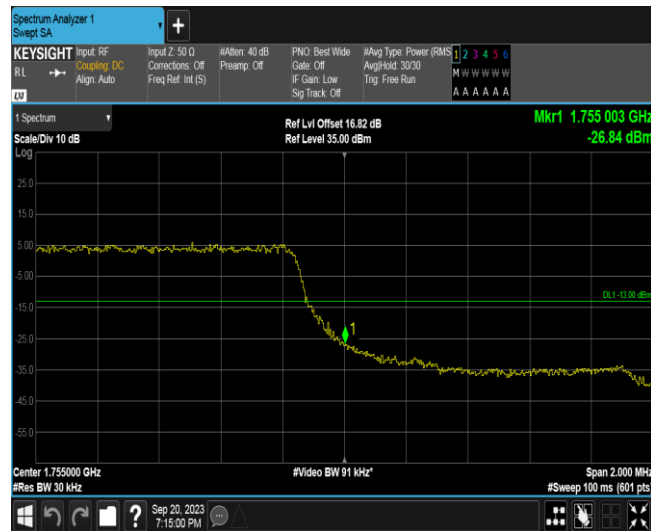 Spectrum Analyzer 1
Swept SA
+
KEYSIGHT
RL
LXI
Input: RF
Coupling: DC
Align: Auto
Input Z: 50 Ω
Corrections: Off
Freq Ref: Int (S)
#Atten: 40 dB
Preamp: Off
PNO: Best Wide
Gate: Off
IF Gain: Low
Sig Track: Off
#Avg Type: Power (RMS
Avg|Hold: 30/30
Trig: Free Run
1 2 3 4 5 6
M W W W W W
A A A A A A
1 Spectrum
Scale/Div 10 dB
Log
Ref Lvl Offset 16.82 dB
Ref Level 35.00 dBm
Mkr1 1.755 003 GHz
-26.84 dBm
25.0
15.0
5.00
-5.00
DL1 -13.00 dBm
-15.0
1
-25.0
-35.0
-45.0
-55.0
Center 1.755000 GHz
#Res BW 30 kHz
#Video BW 91 kHz*
Span 2.000 MHz
#Sweep 100 ms (601 pts)
?
Sep 20, 2023
7:15:00 PM